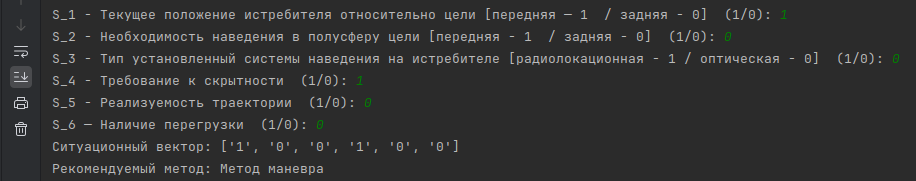 S_1 - Текущее положение истребителя относительно цели [передняя — 1  / задняя - 0]  (1/0): 1
S_2 - Необходимость наведения в полусферу цели [передняя - 1  / задняя - 0]  (1/0): 0
S_3 - Тип установленный системы наведения на истребителе [радиолокационная - 1 / оптическая - 0]  (1/0): 0
S_4 - Требование к скрытности  (1/0): 1
S_5 - Реализуемость траектории  (1/0): 0
S_6 — Наличие перегрузки  (1/0): 0
Ситуационный вектор: ['1', '0', '0', '1', '0', '0']
Рекомендуемый метод: Метод маневра